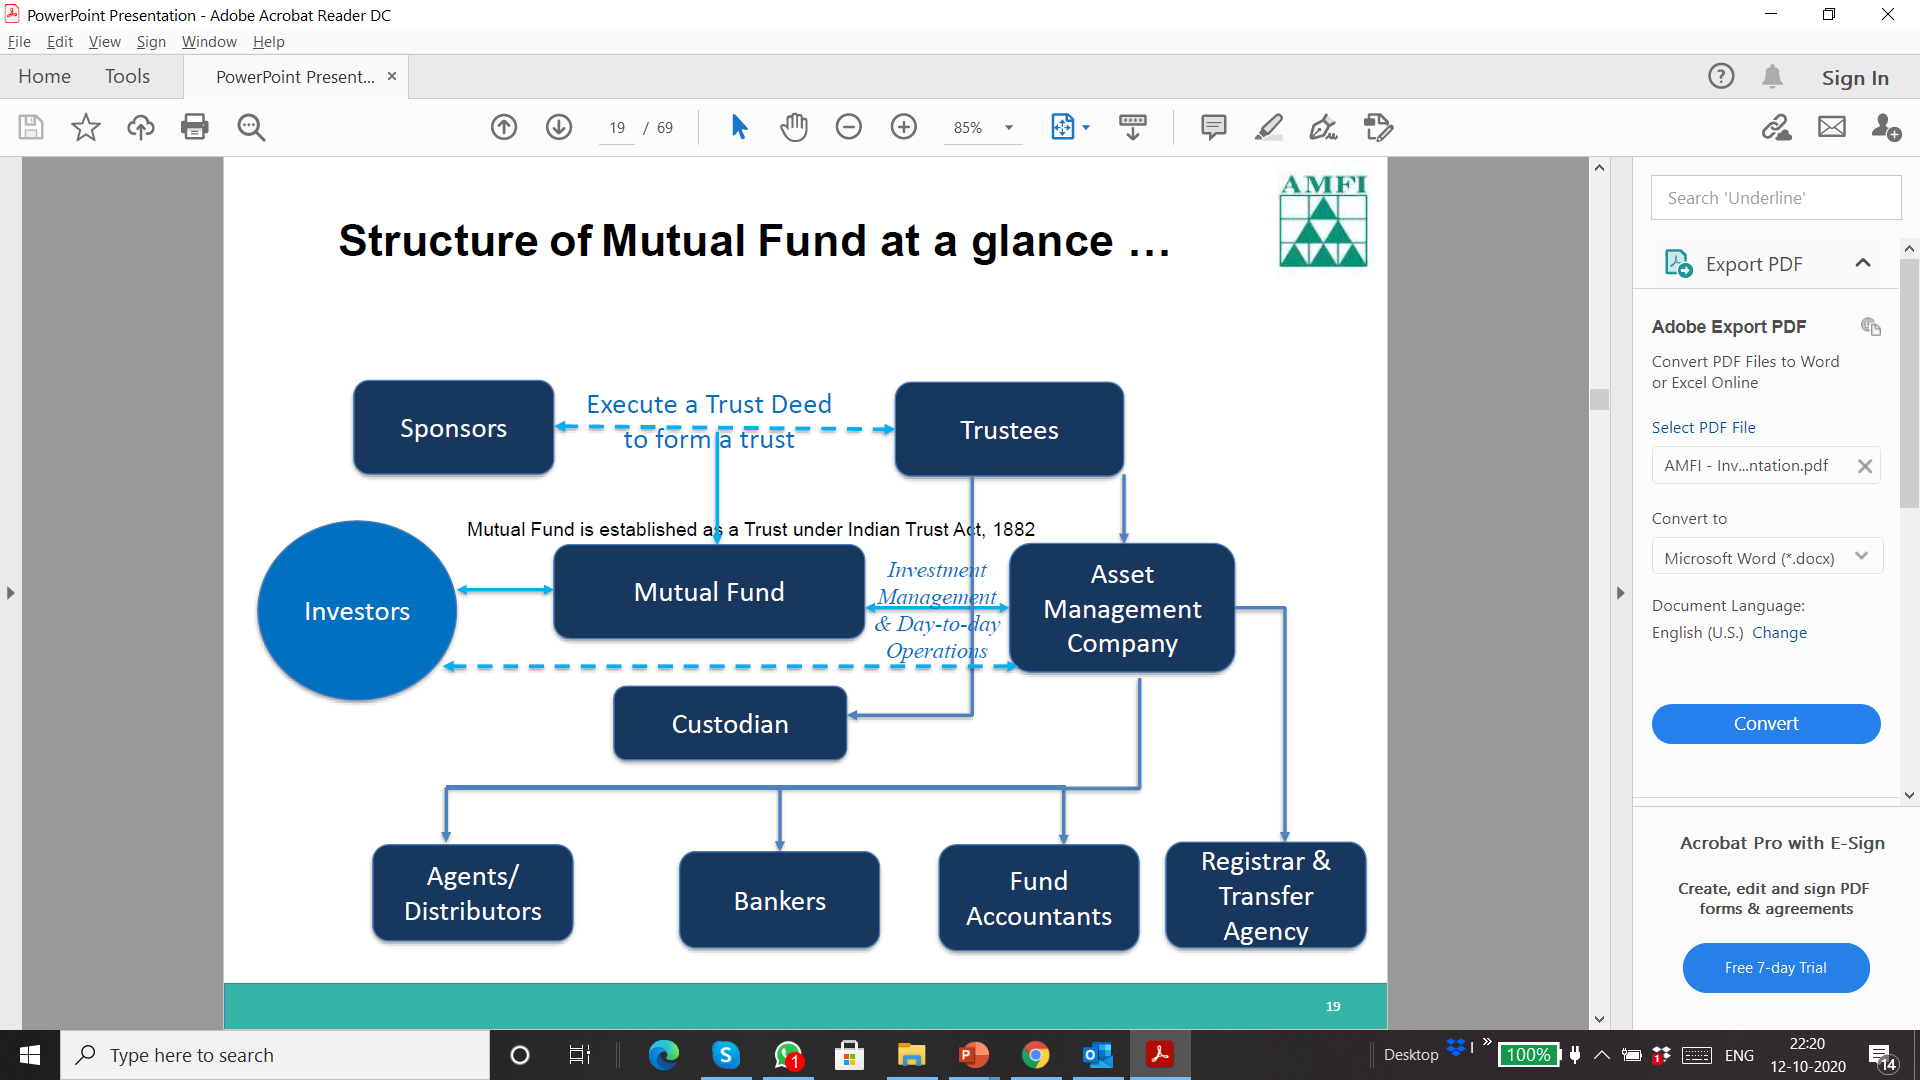 PowerPoint Presentation - Adobe Acrobat Reader DC
File Edit View Sign Window Help
Home Tools PowerPoint Present... × Sign In
19 / 69 85%
AMFI
Structure of Mutual Fund at a glance …
Sponsors
Execute a Trust Deed
to form a trust
Trustees
Mutual Fund is established as a Trust under Indian Trust Act, 1882
Investors
Mutual Fund
Investment
Management
& Day-to-day
Operations
Asset
Management
Company
Custodian
Agents/
Distributors
Bankers
Fund
Accountants
Registrar &
Transfer
Agency
19
Search 'Underline'
Export PDF
Adobe Export PDF
Convert PDF Files to Word
or Excel Online
Select PDF File
AMFI - Inv...ntation.pdf
Convert to
Microsoft Word (*.docx)
Document Language:
English (U.S.) Change
Convert
Acrobat Pro with E-Sign
Create, edit and sign PDF
forms & agreements
Free 7-day Trial
Type here to search
1
Desktop
»
100%
1
ENG
22:20
12-10-2020
14